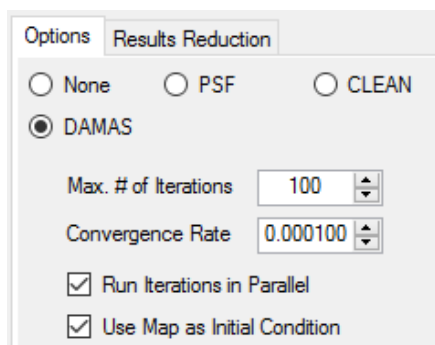 Options Results Reduction
None PSF CLEAN
DAMAS
Max. # of Iterations 100
Convergence Rate 0.000100
Run Iterations in Parallel
Use Map as Initial Condition